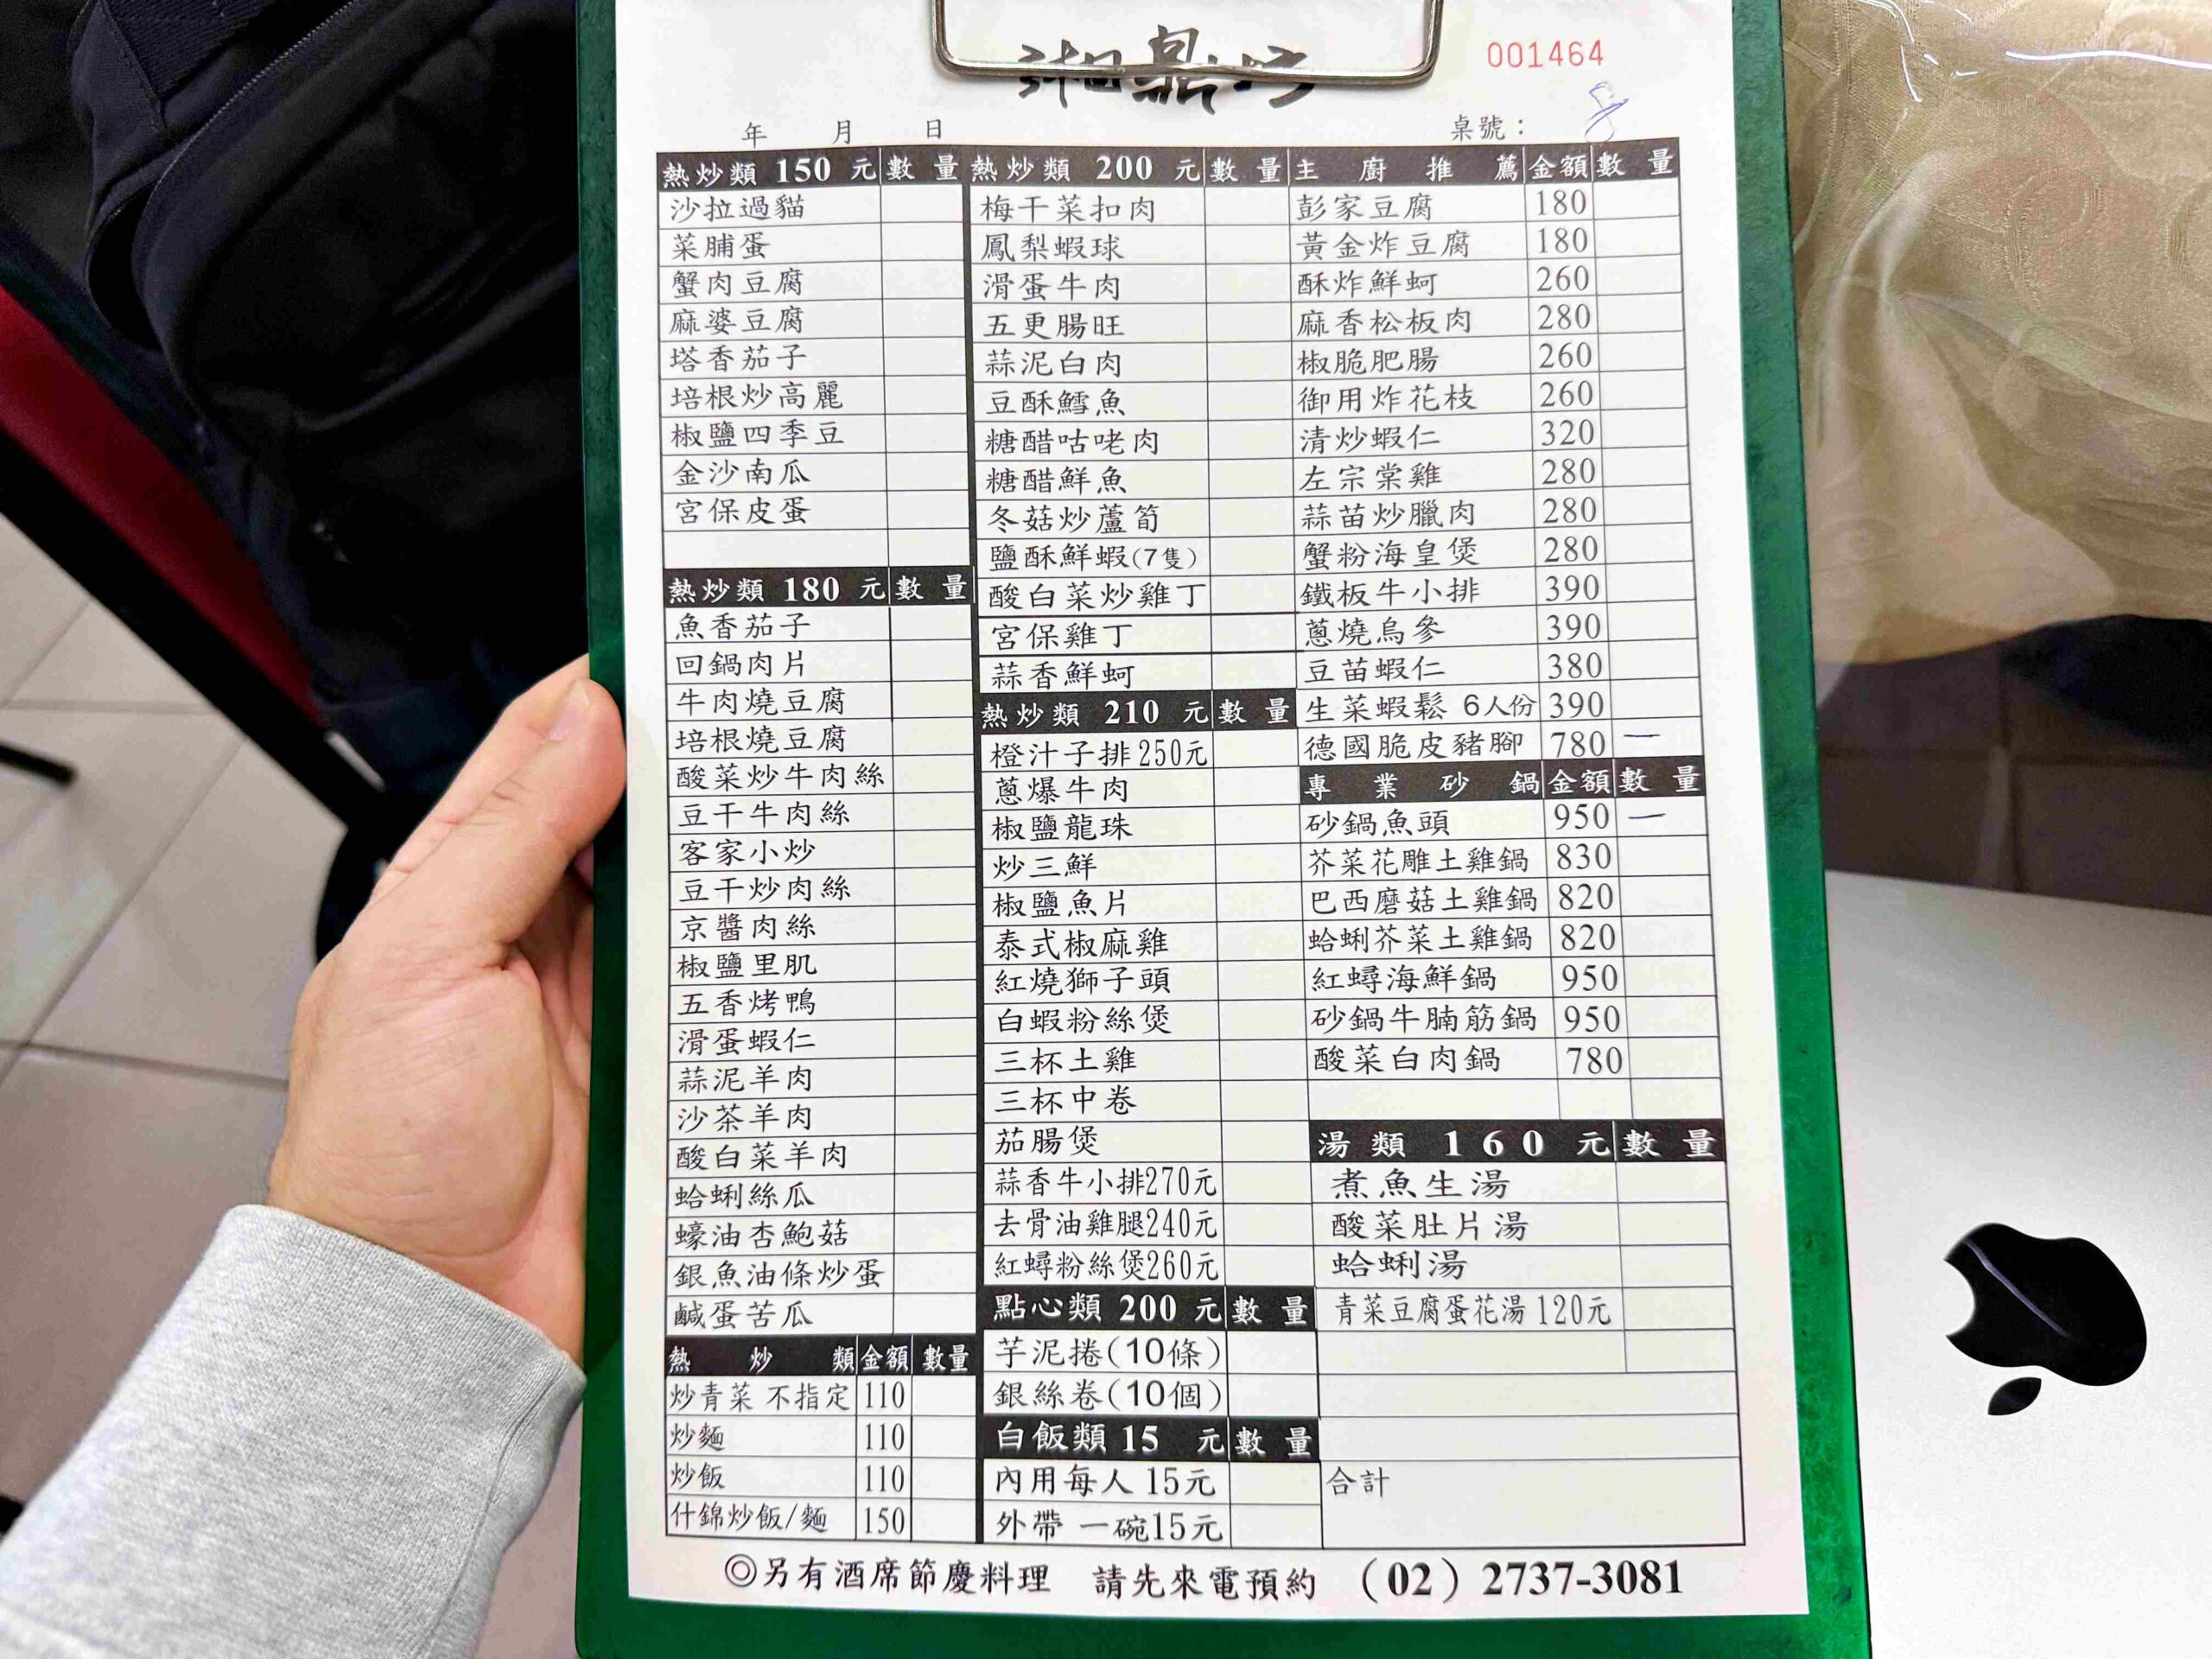 湘鼎坊
001464
年 月 日
桌號： 8
熱炒類 150 元 數量
沙拉過貓
菜脯蛋
蟹肉豆腐
麻婆豆腐
塔香茄子
培根炒高麗
椒鹽四季豆
金沙南瓜
宮保皮蛋
熱炒類 180 元 數量
魚香茄子
回鍋肉片
牛肉燒豆腐
培根燒豆腐
酸菜炒牛肉絲
豆干牛肉絲
客家小炒
豆干炒肉絲
京醬肉絲
椒鹽里肌
五香烤鴨
滑蛋蝦仁
蒜泥羊肉
沙茶羊肉
酸白菜羊肉
蛤蜊絲瓜
蠔油杏鮑菇
銀魚油條炒蛋
鹹蛋苦瓜
熱炒類 金額 數量
炒青菜 不指定 110
炒麵 110
炒飯 110
什錦炒飯/麵 150
熱炒類 200 元 數量
梅干菜扣肉
鳳梨蝦球
滑蛋牛肉
五更腸旺
蒜泥白肉
豆酥鱈魚
糖醋咕咾肉
糖醋鮮魚
冬菇炒蘆筍
鹽酥鮮蝦(7隻)
酸白菜炒雞丁
宮保雞丁
蒜香鮮蚵
熱炒類 210 元 數量
橙汁子排250元
蔥爆牛肉
椒鹽龍珠
炒三鮮
椒鹽魚片
泰式椒麻雞
紅燒獅子頭
白蝦粉絲煲
三杯土雞
三杯中卷
茄腸煲
蒜香牛小排270元
去骨油雞腿240元
紅蟳粉絲煲260元
點心類 200 元 數量
芋泥捲(10條)
銀絲卷(10個)
白飯類 15 元 數量
內用每人 15元
外帶 一碗15元
主廚推薦 金額 數量
彭家豆腐 180
黃金炸豆腐 180
酥炸鮮蚵 260
麻香松板肉 280
椒脆肥腸 260
御用炸花枝 260
清炒蝦仁 320
左宗棠雞 280
蒜苗炒臘肉 280
蟹粉海皇煲 280
鐵板牛小排 390
蔥燒烏參 390
豆苗蝦仁 380
生菜蝦鬆 6人份 390
德國脆皮豬腳 780 一
專業砂鍋 金額 數量
砂鍋魚頭 950 一
芥菜花雕土雞鍋 830
巴西磨菇土雞鍋 820
蛤蜊芥菜土雞鍋 820
紅蟳海鮮鍋 950
砂鍋牛腩筋鍋 950
酸菜白肉鍋 780
湯類 160 元 數量
煮魚生湯
酸菜肚片湯
蛤蜊湯
青菜豆腐蛋花湯 120元
合計
◎另有酒席節慶料理 請先來電預約 (02) 2737-3081